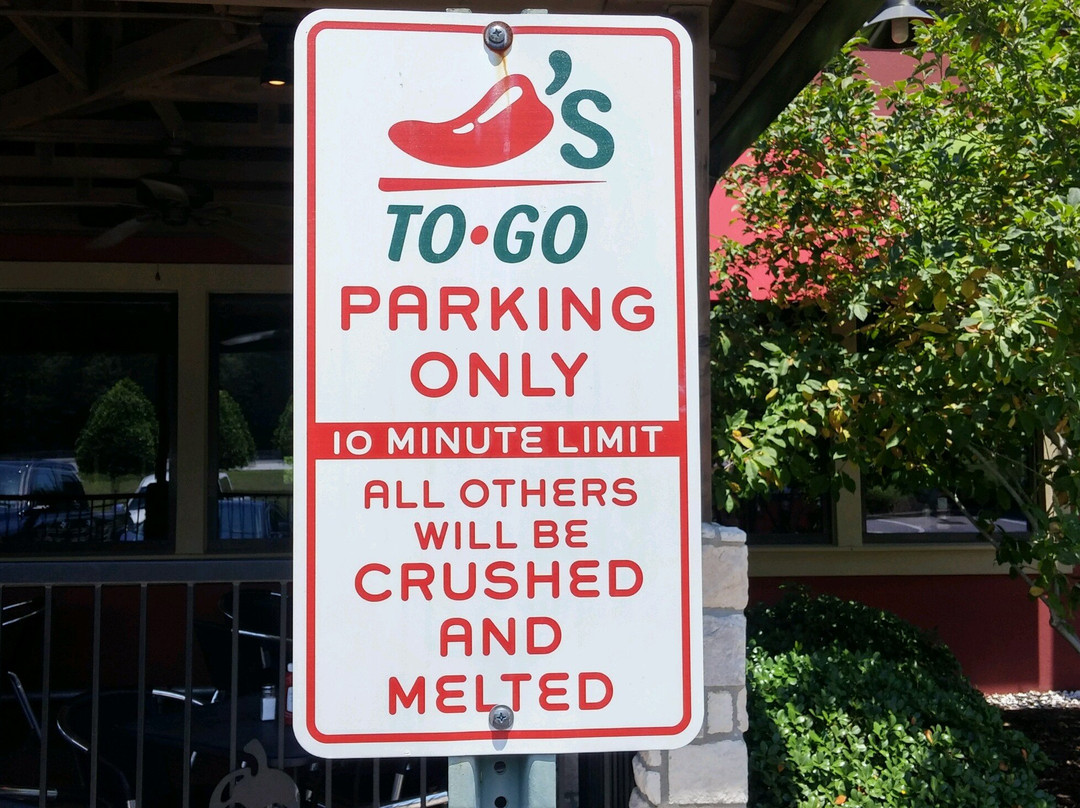 's
TO•GO
PARKING
ONLY
10 MINUTE LIMIT
ALL OTHERS
WILL BE
CRUSHED
AND
MELTED